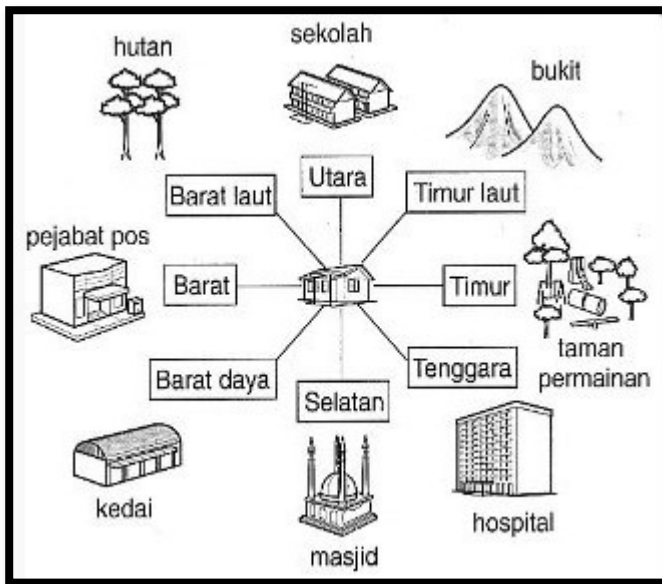 sekolah
hutan
bukit
Utara
Barat laut
Timur laut
pejabat pos
Barat
Timur
taman
permainan
Barat daya
Tenggara
Selatan
kedai
hospital
masjid